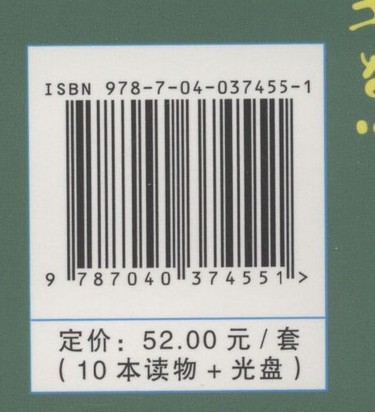 ISBN 978-7-04-037455-1
9 787040 374551 >
定价：52.00 元 / 套
（10 本读物 + 光盘）